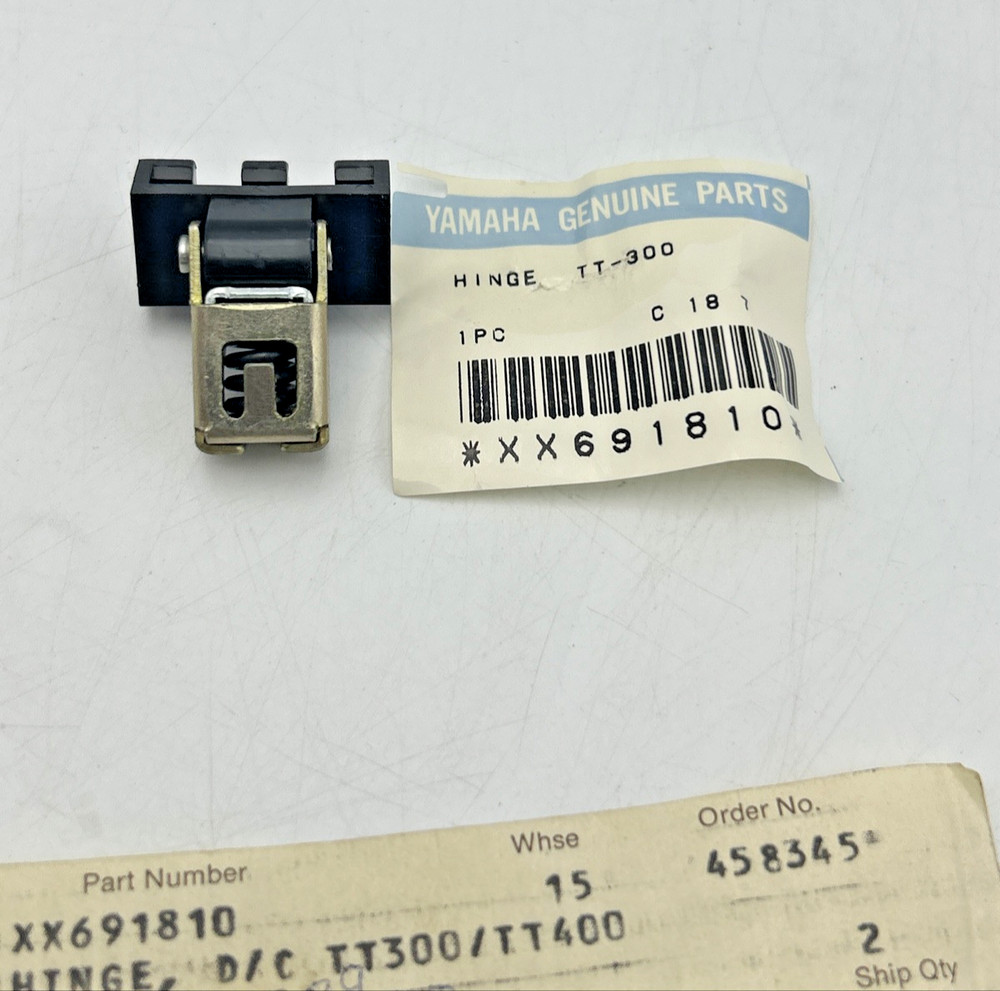 YAMAHA GENUINE PARTS
HINGE TT-300
1PC C 18
*XX691810*
Part Number Whse Order No.
XX691810 15 458345
HINGE, D/C TT300/TT400 2
Ship Qty